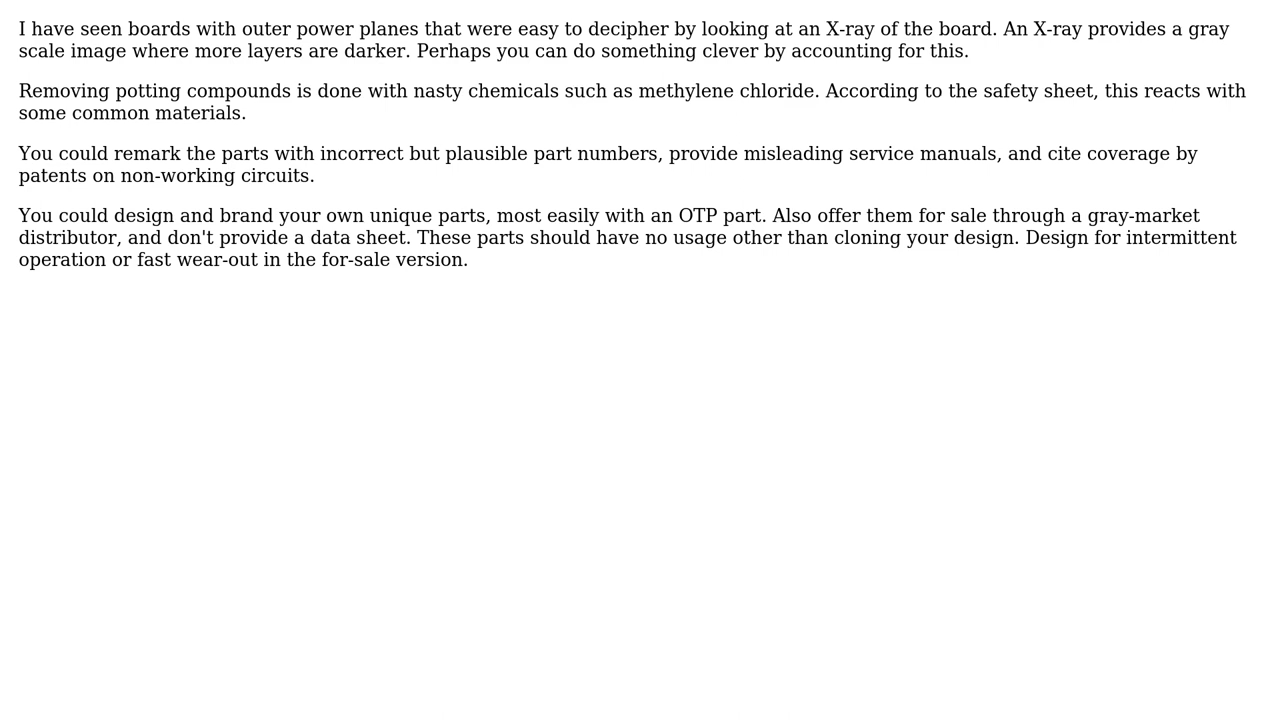 I have seen boards with outer power planes that were easy to decipher by looking at an X-ray of the board. An X-ray provides a gray
scale image where more layers are darker. Perhaps you can do something clever by accounting for this.
Removing potting compounds is done with nasty chemicals such as methylene chloride. According to the safety sheet, this reacts with
some common materials.
You could remark the parts with incorrect but plausible part numbers, provide misleading service manuals, and cite coverage by
patents on non-working circuits.
You could design and brand your own unique parts, most easily with an OTP part. Also offer them for sale through a gray-market
distributor, and don't provide a data sheet. These parts should have no usage other than cloning your design. Design for intermittent
operation or fast wear-out in the for-sale version.